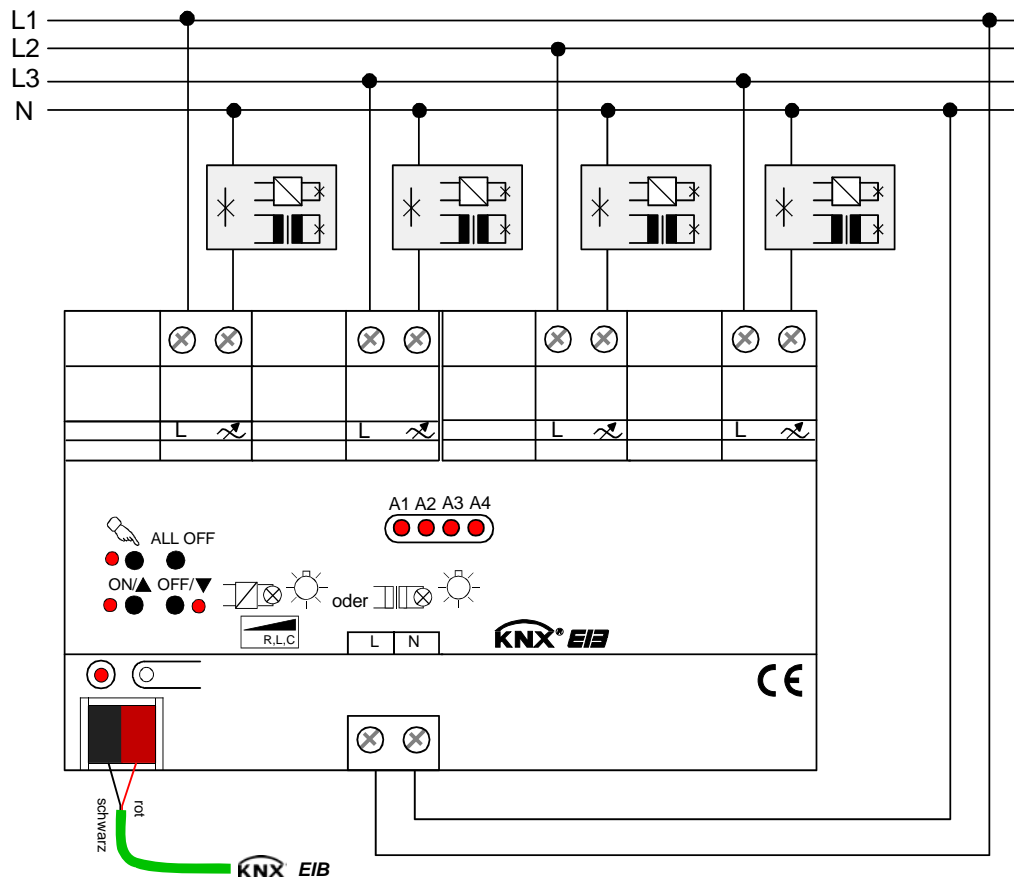 L1
L2
L3
N
L L L L
A1 A2 A3 A4
ALL OFF
ON/▲ OFF/▼
oder
R,L,C
L N
KNX® EIB
CE
rot
schwarz
KNX EIB